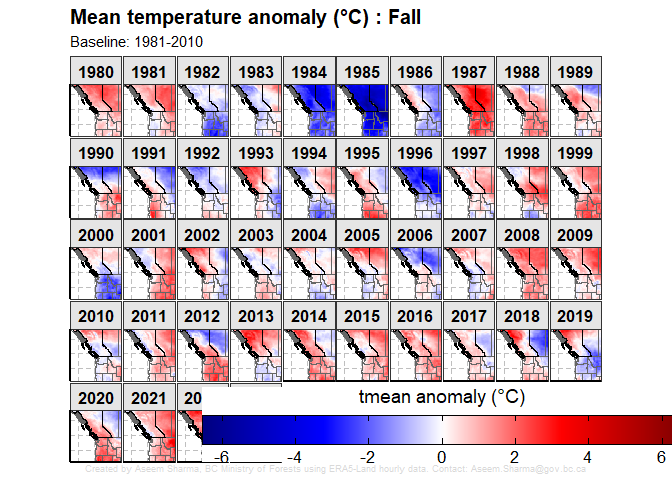 Mean temperature anomaly (°C) : Fall
Baseline: 1981-2010
1980 1981 1982 1983 1984 1985 1986 1987 1988 1989
1990 1991 1992 1993 1994 1995 1996 1997 1998 1999
2000 2001 2002 2003 2004 2005 2006 2007 2008 2009
2010 2011 2012 2013 2014 2015 2016 2017 2018 2019
2020 2021 20
tmean anomaly (°C)
-6 -4 -2 0 2 4 6
Created by Aseem Sharma, BC Ministry of Forests using ERA5-Land hourly data. Contact: Aseem.Sharma@gov.bc.ca